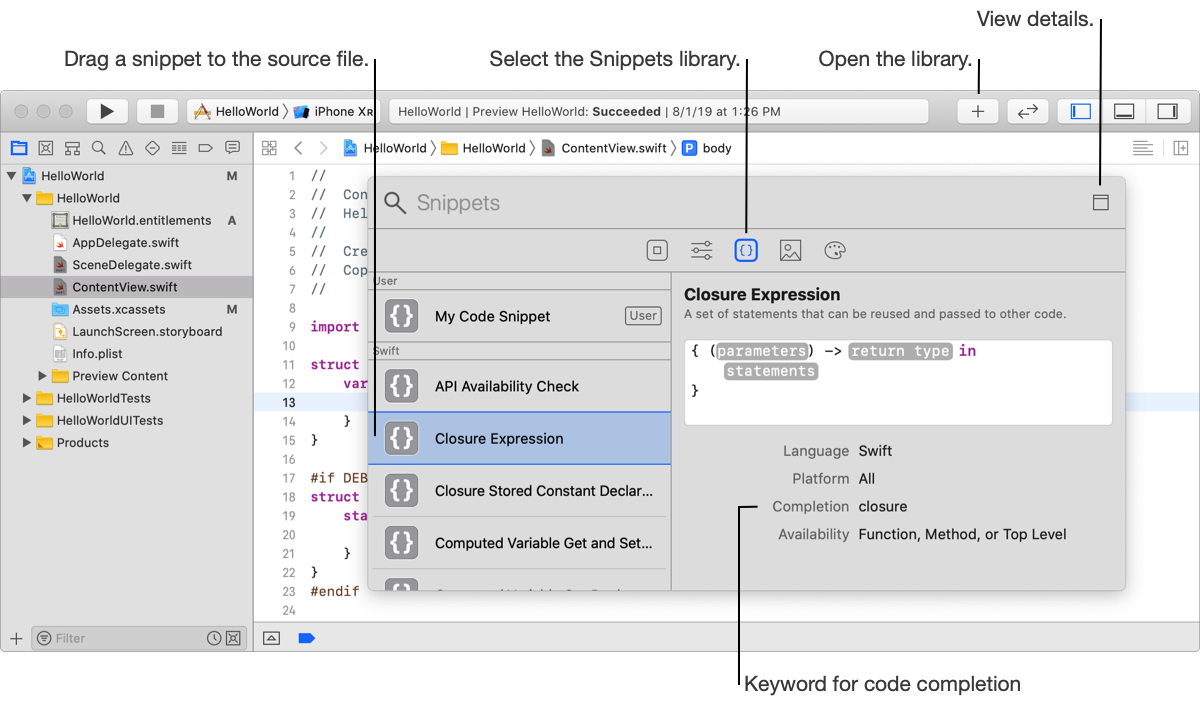 View details.
Drag a snippet to the source file.
Select the Snippets library.
Open the library.
HelloWorld
iPhone XR
HelloWorld | Preview HelloWorld: Succeeded | 8/1/19 at 1:26 PM
HelloWorld
HelloWorld
ContentView.swift
P
body
HelloWorld M
HelloWorld
HelloWorld.entitlements A
AppDelegate.swift
SceneDelegate.swift
ContentView.swift
Assets.xcassets M
LaunchScreen.storyboard
Info.plist
Preview Content
HelloWorldTests
HelloWorldUITests
Products
Filter
1 //
2 // Con
3 // Hel
4 //
5 // Cre
6 // Cop
7 //
8
9 import
10
11 struct
12 var
13
14 }
15 }
16
17 #if DEB
18 struct
19 sta
20
21 }
22 }
23 #endif
24
Snippets
User
{} My Code Snippet User
Swift
{} API Availability Check
{} Closure Expression
{} Closure Stored Constant Declar...
{} Computed Variable Get and Set...
Closure Expression
A set of statements that can be reused and passed to other code.
{ (parameters) -> return type in
statements
}
Language Swift
Platform All
Completion closure
Availability Function, Method, or Top Level
Keyword for code completion